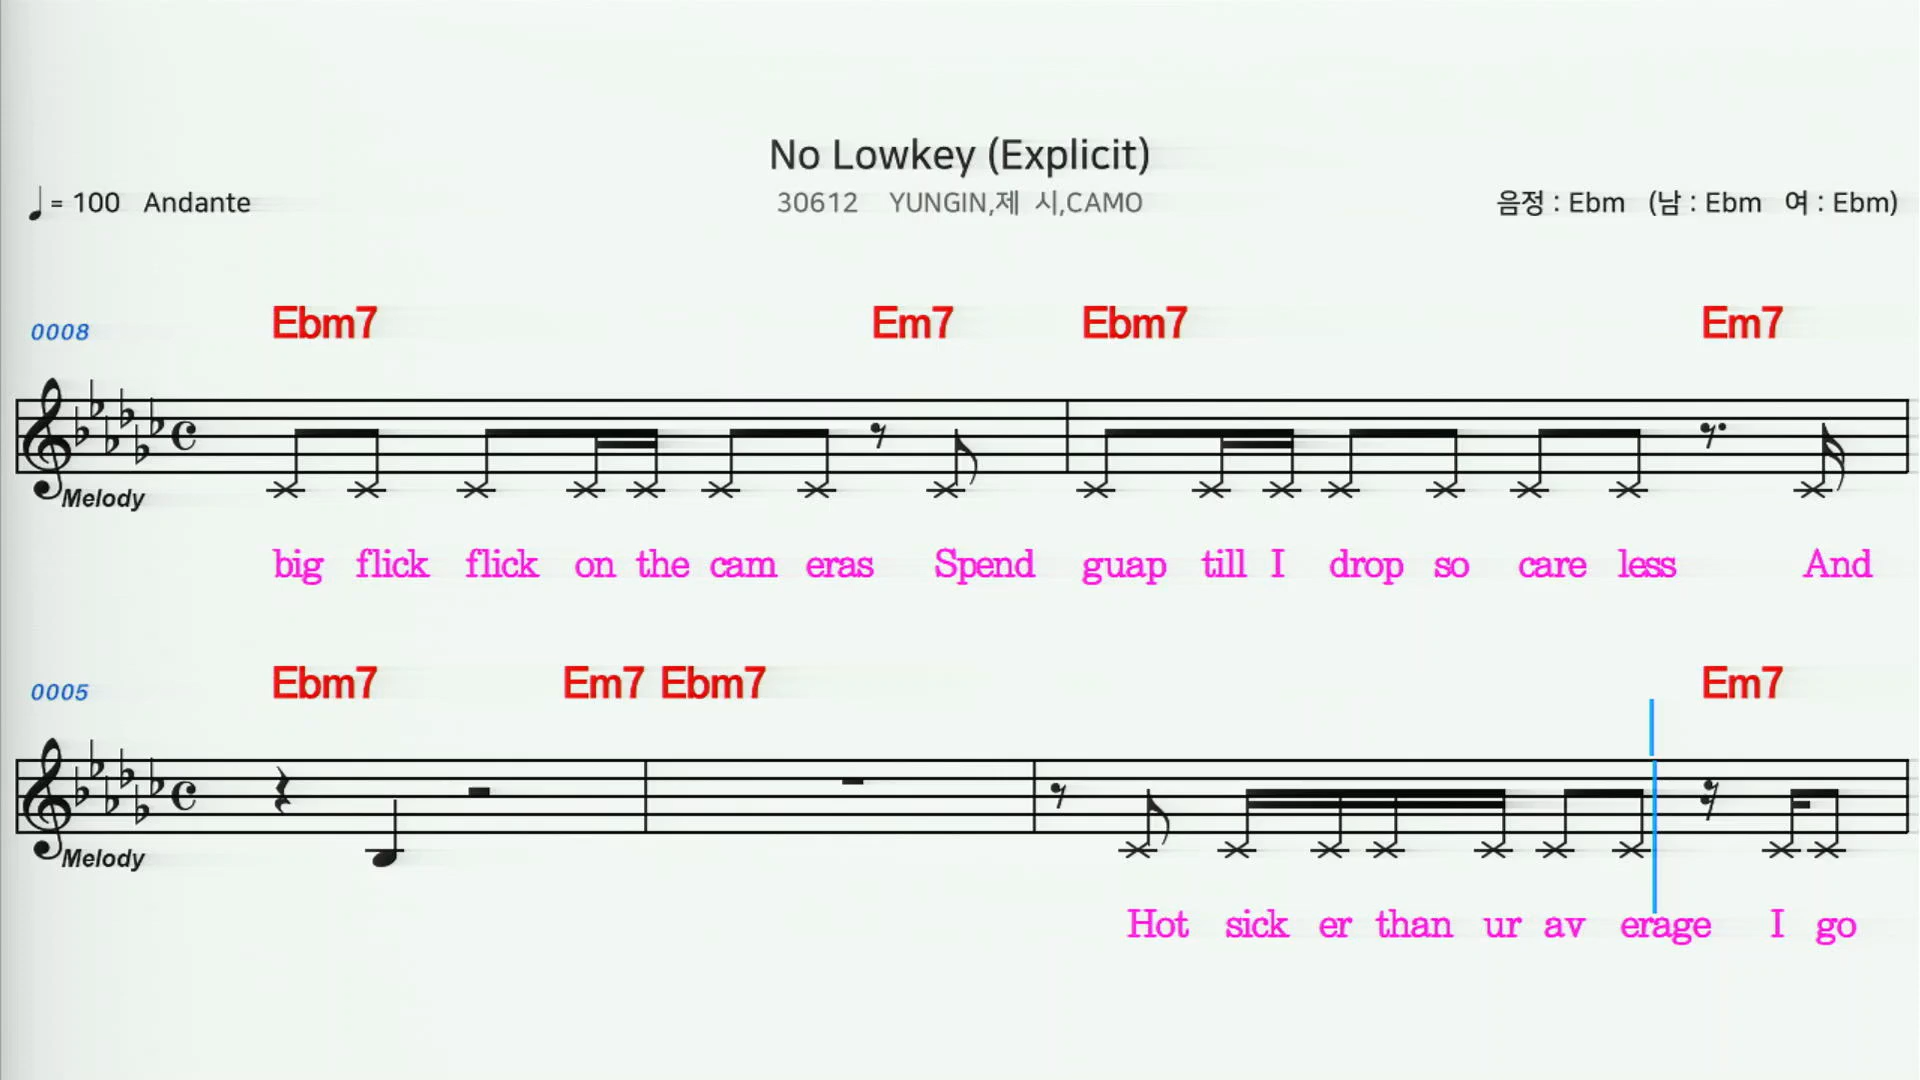 No Lowkey (Explicit)
= 100 Andante
30612 YUNGIN,제 시,CAMO
음정 : Ebm (남 : Ebm 여 : Ebm)
0008
Ebm7 Em7 Ebm7 Em7
Melody
big flick flick on the cam eras Spend guap till I drop so care less And
0005
Ebm7 Em7 Ebm7 Em7
Melody
Hot sick er than ur av erage I go